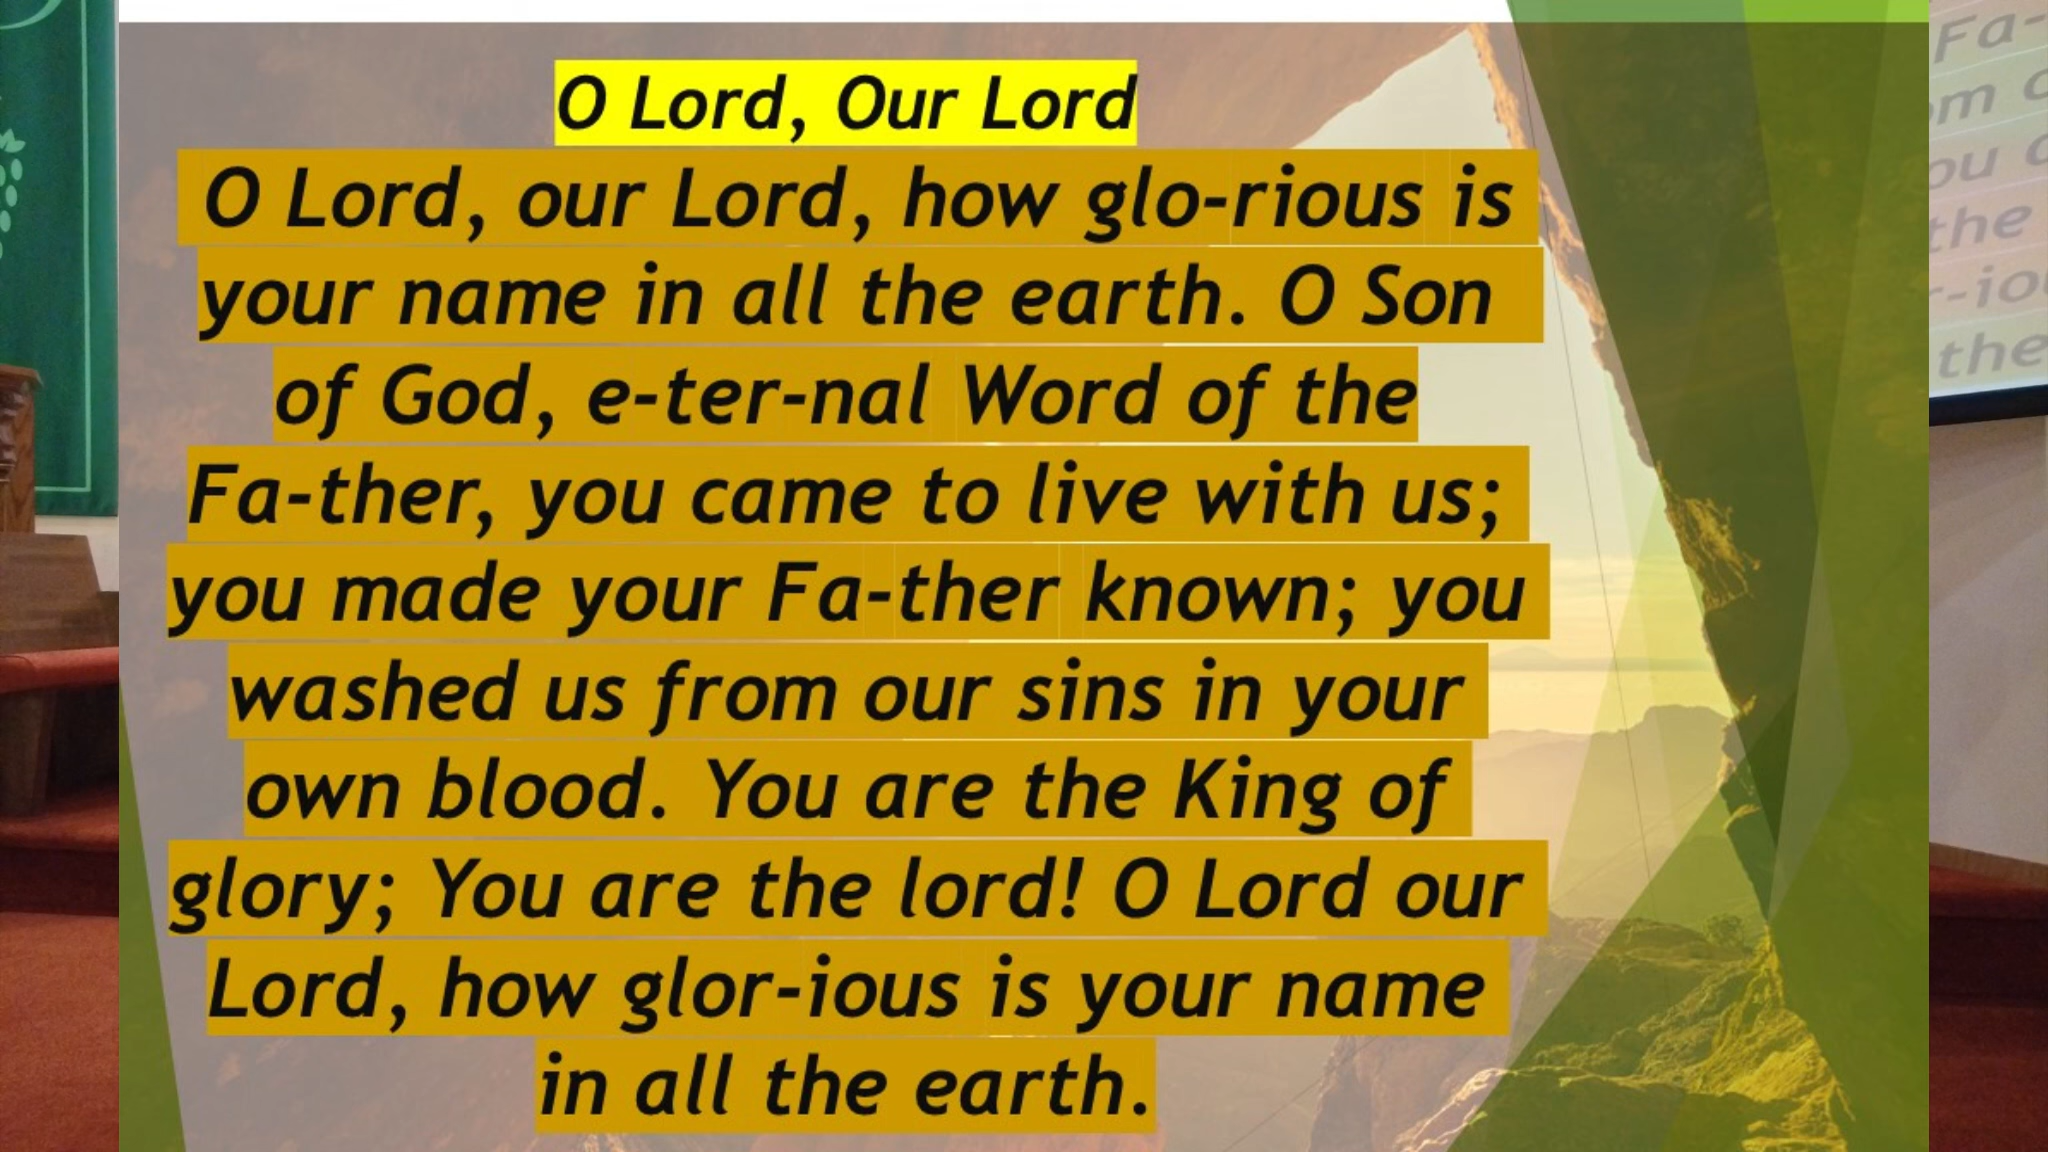 O Lord, Our Lord
O Lord, our Lord, how glo-rious is
your name in all the earth. O Son
of God, e-ter-nal Word of the
Fa-ther, you came to live with us;
you made your Fa-ther known; you
washed us from our sins in your
own blood. You are the King of
glory; You are the lord! O Lord our
Lord, how glor-ious is your name
in all the earth.
Fa-
the
the